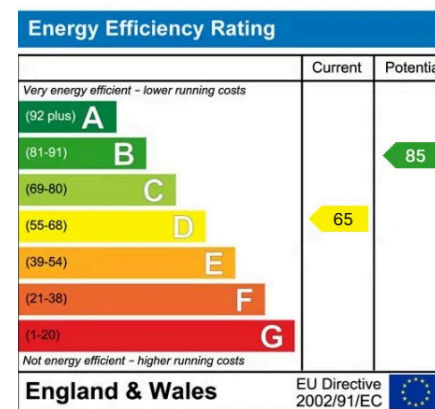 Energy Efficiency Rating
Current Potentia
Very energy efficient – lower running costs
(92 plus) A
(81-91) B
85
(69-80) C
(55-68) D
65
(39-54) E
(21-38) F
(1-20) G
Not energy efficient – higher running costs
England & Wales
EU Directive
2002/91/EC